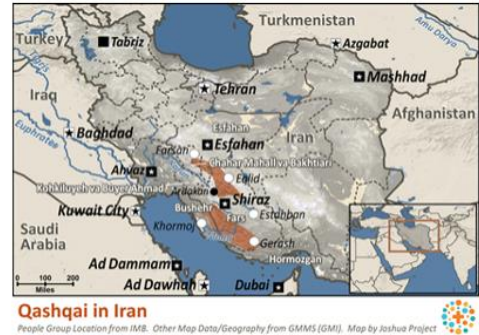 Turkmenistan
Turkey
Tabriz
Azgabat
Amu Darya
Mashhad
Tehran
Iraq
Afghanistan
Baghdad
Esfahan
Iran
Euphrates
Farsan
Esfahan
Chahar Mahall va Bakhtiari
Ahvaz
Eqlid
Kohkiluyeh va Buyer Ahmad
Ardakan
Shiraz
Kuwait City
Bushehr
Fars
Estahban
Saudi
Arabia
Khormoj
Gerash
Hormozgan
Ad Dammam
Ad Dawhah
Dubai
0 100 200
Miles
Qashqai in Iran
People Group Location from IMB. Other Map Data/Geography from GMMS (GMI). Map by Joshua Project